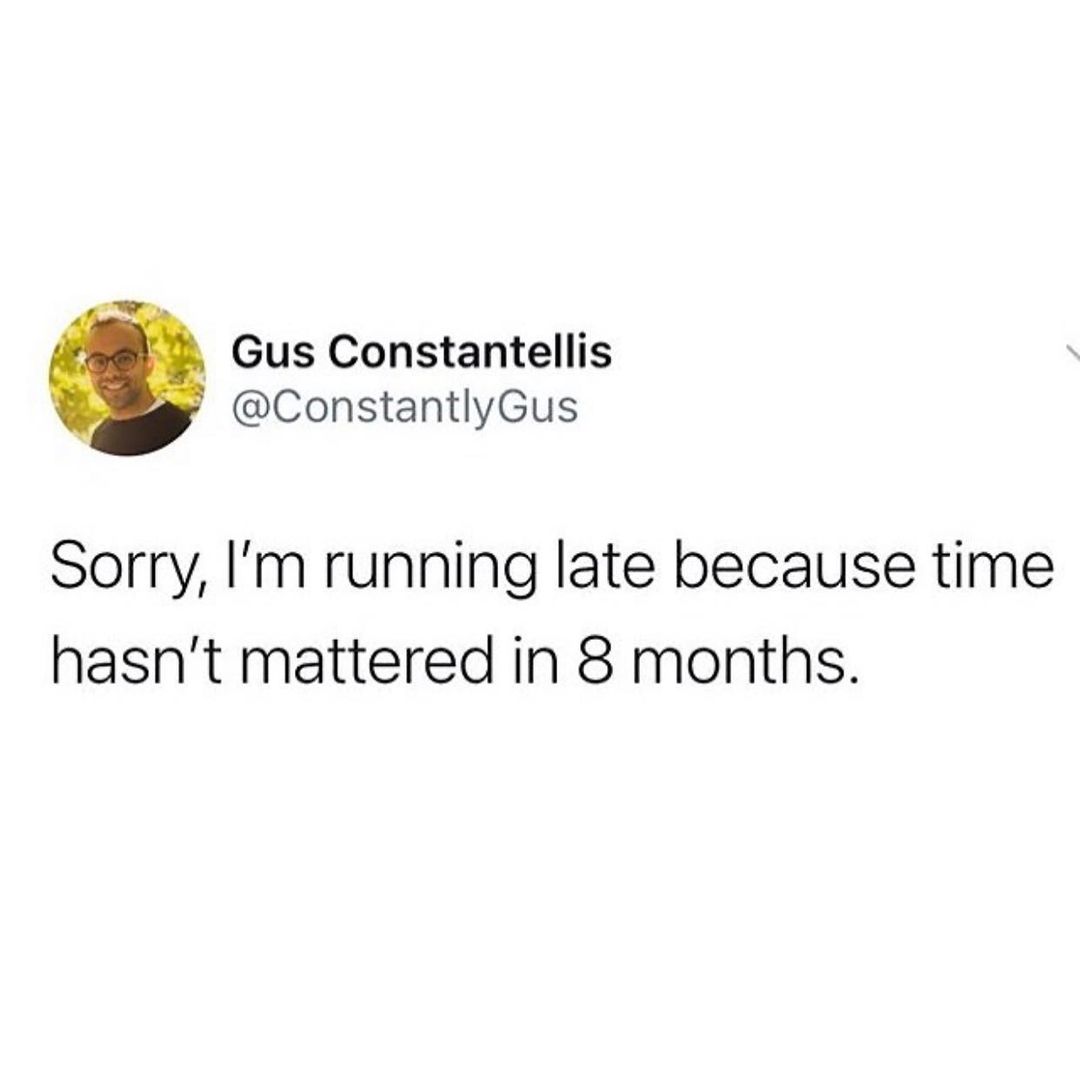 Gus Constantellis
@ConstantlyGus
Sorry, I’m running late because time
hasn’t mattered in 8 months.